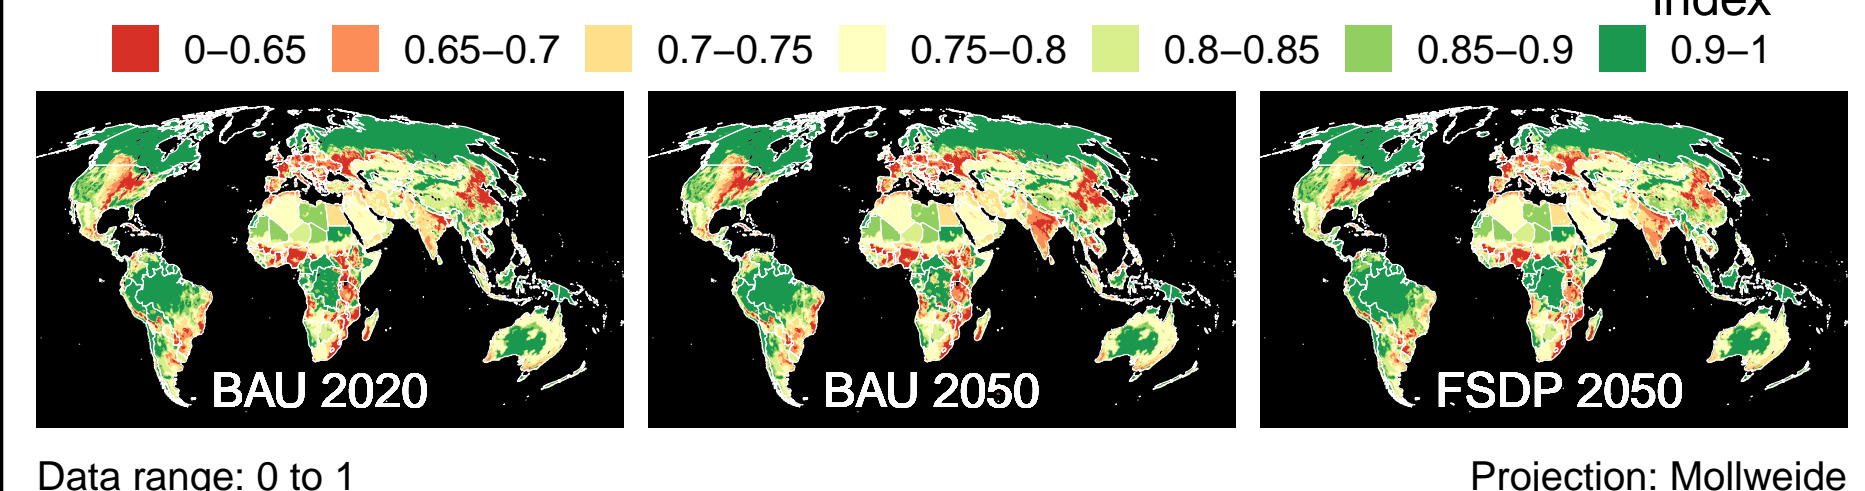 index
0–0.65 0.65–0.7 0.7–0.75 0.75–0.8 0.8–0.85 0.85–0.9 0.9–1
BAU 2020 BAU 2050 FSDP 2050
Data range: 0 to 1 Projection: Mollweide